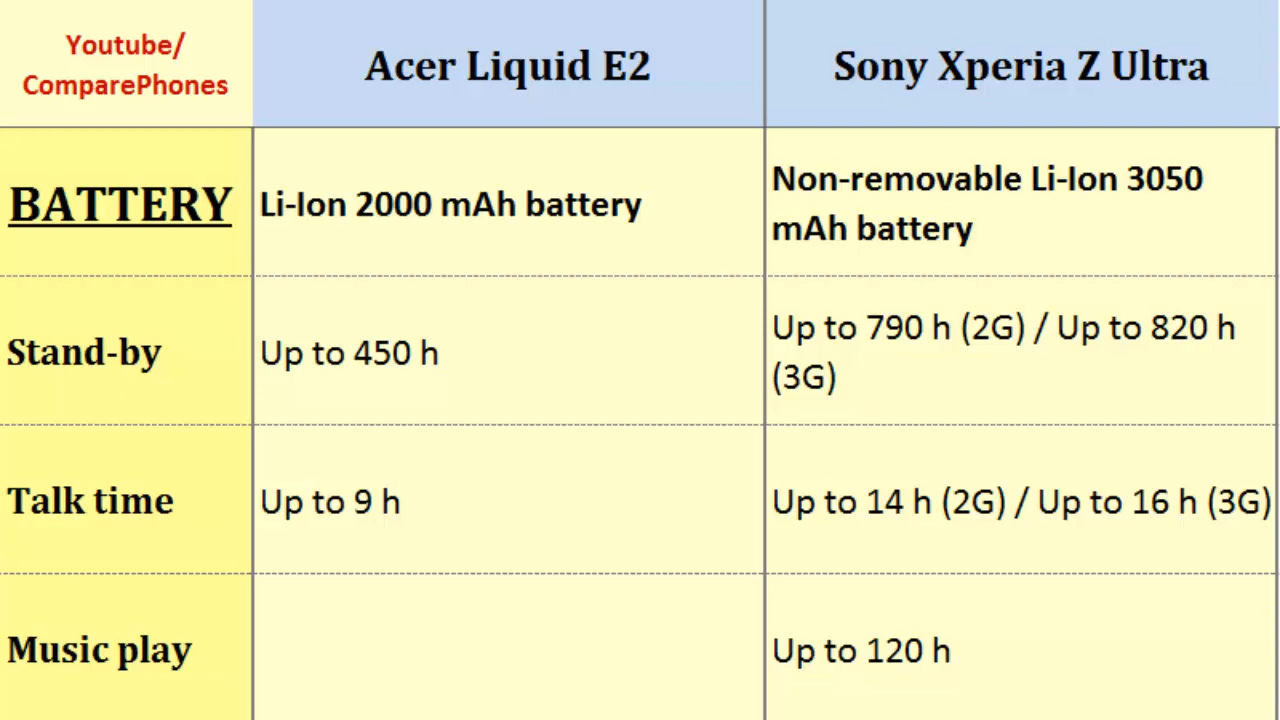 Youtube/
ComparePhones
Acer Liquid E2
Sony Xperia Z Ultra
BATTERY
Li-Ion 2000 mAh battery
Non-removable Li-Ion 3050
mAh battery
Stand-by
Up to 450 h
Up to 790 h (2G) / Up to 820 h
(3G)
Talk time
Up to 9 h
Up to 14 h (2G) / Up to 16 h (3G)
Music play
Up to 120 h